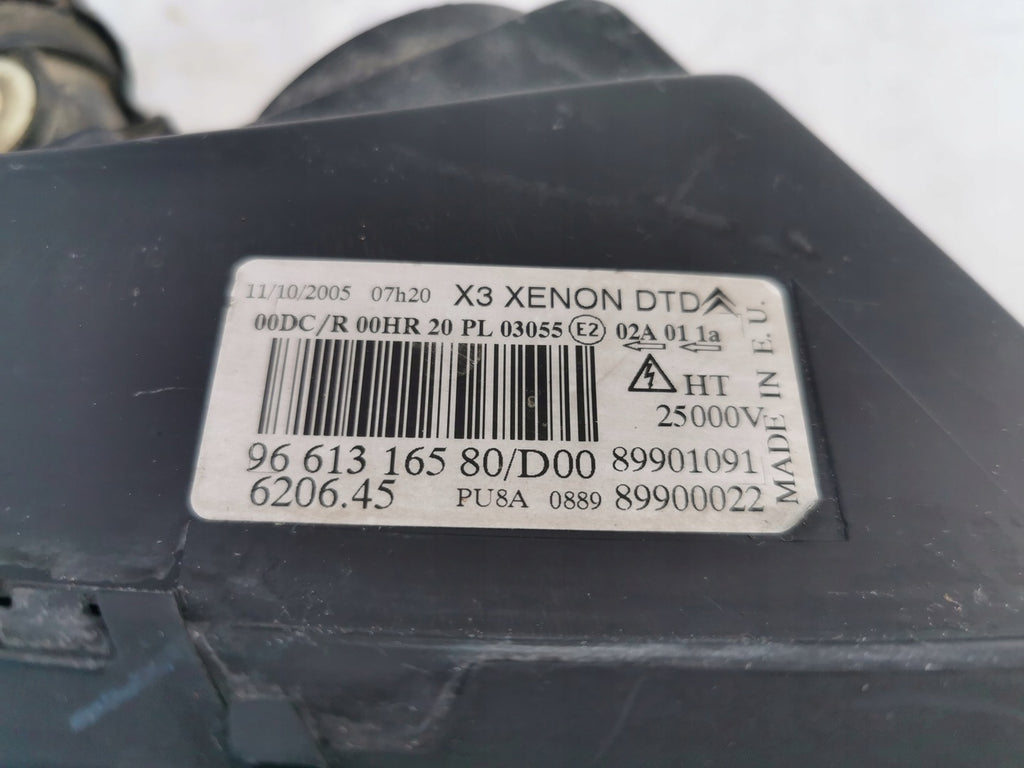 11/10/2005 07h20 X3 XENON DTD
00DC/R 00HR 20 PL 03055 E2 02A 01 1a
HT
25000V
96 613 165 80/D00 89901091
6206.45 PU8A 0889 89900022
MADE IN E.U.